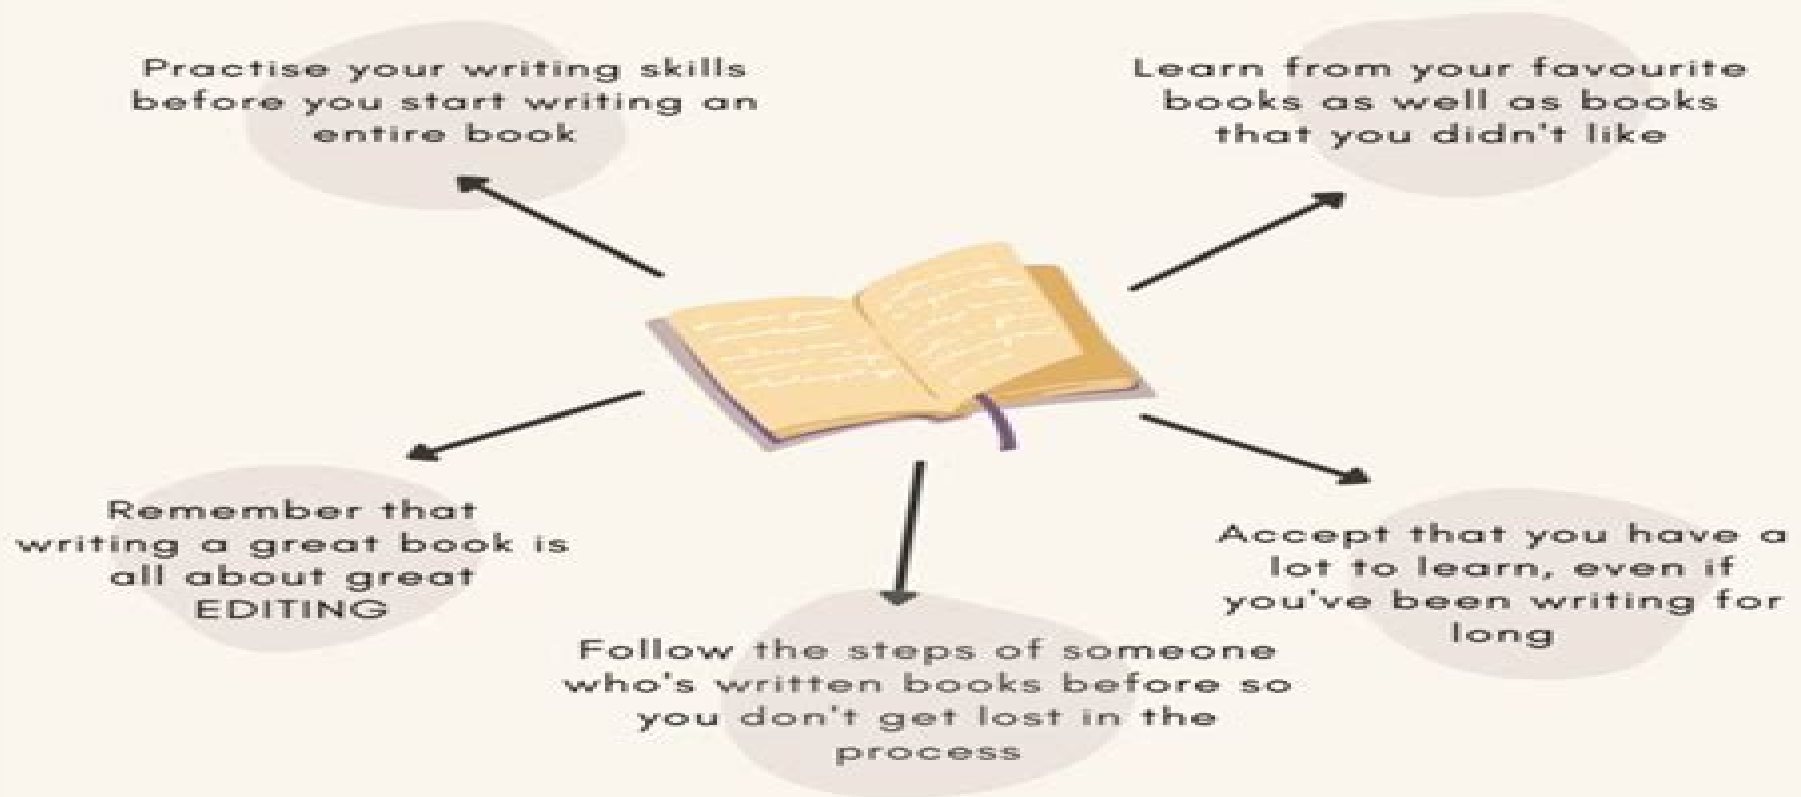 Practise your writing skills
before you start writing an
entire book
Learn from your favourite
books as well as books
that you didn't like
Remember that
writing a great book is
all about great
EDITING
Follow the steps of someone
who's written books before so
you don't get lost in the
process
Accept that you have a
lot to learn, even if
you've been writing for
long